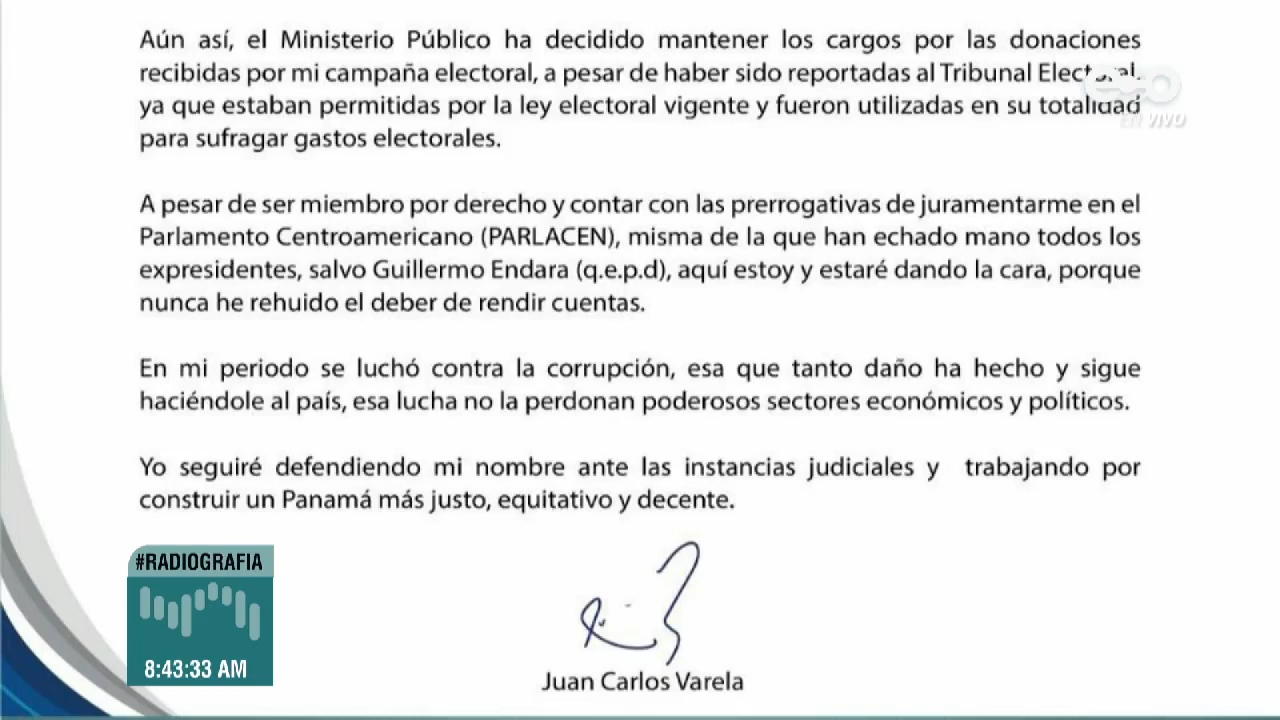 Aún así, el Ministerio Público ha decidido mantener los cargos por las donaciones
recibidas por mi campaña electoral, a pesar de haber sido reportadas al Tribunal Electoral,
ya que estaban permitidas por la ley electoral vigente y fueron utilizadas en su totalidad
para sufragar gastos electorales.
A pesar de ser miembro por derecho y contar con las prerrogativas de juramentarme en el
Parlamento Centroamericano (PARLACEN), misma de la que han echado mano todos los
expresidentes, salvo Guillermo Endara (q.e.p.d), aquí estoy y estaré dando la cara, porque
nunca he rehuido el deber de rendir cuentas.
En mi periodo se luchó contra la corrupción, esa que tanto daño ha hecho y sigue
haciéndole al país, esa lucha no la perdonan poderosos sectores económicos y políticos.
Yo seguiré defendiendo mi nombre ante las instancias judiciales y trabajando por
construir un Panamá más justo, equitativo y decente.
Juan Carlos Varela
#RADIOGRAFIA
8:43:33 AM
EN VIVO